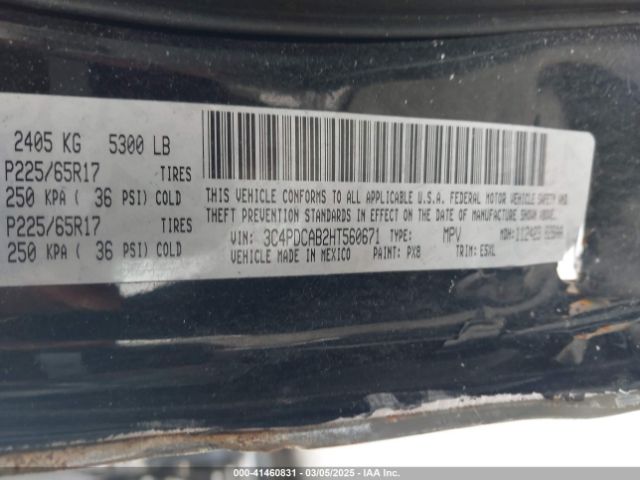 2405 KG 5300 LB
P225/65R17 TIRES
250 KPA ( 36 PSI) COLD
P225/65R17 TIRES
250 KPA ( 36 PSI) COLD
THIS VEHICLE CONFORMS TO ALL APPLICABLE U.S.A. FEDERAL MOTOR VEHICLE SAFETY AND
THEFT PREVENTION STANDARDS IN EFFECT ON THE DATE OF MANUFACTURE SHOWN ABOVE.
VIN: 3C4PDCAB2HT560671 TYPE: MPV MDH:
VEHICLE MADE IN MEXICO PAINT: PX8 TRIM: E5XL
000-41460831 | 03/05/2025 - IAA Inc.